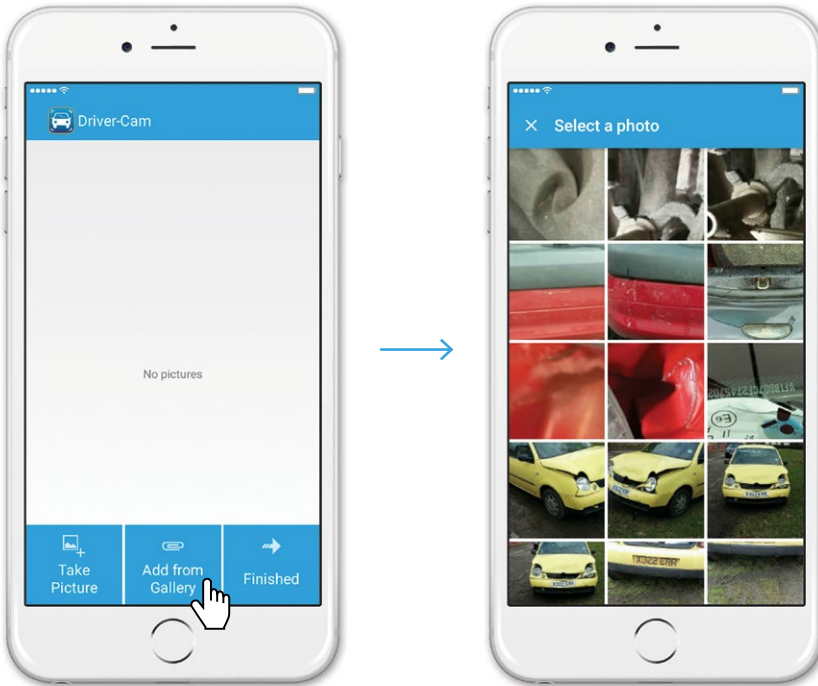 Driver-Cam
No pictures
Take
Picture
Add from
Gallery
Finished
Select a photo